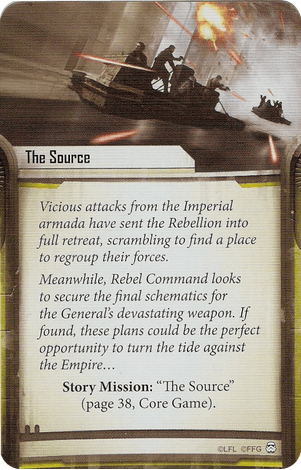 The Source
Vicious attacks from the Imperial
armada have sent the Rebellion into
full retreat, scrambling to find a place
to regroup their forces.
Meanwhile, Rebel Command looks
to secure the final schematics for
the General's devastating weapon. If
found, these plans could be the perfect
opportunity to turn the tide against
the Empire…
Story Mission: “The Source”
(page 38, Core Game).
©LFL ©FFG